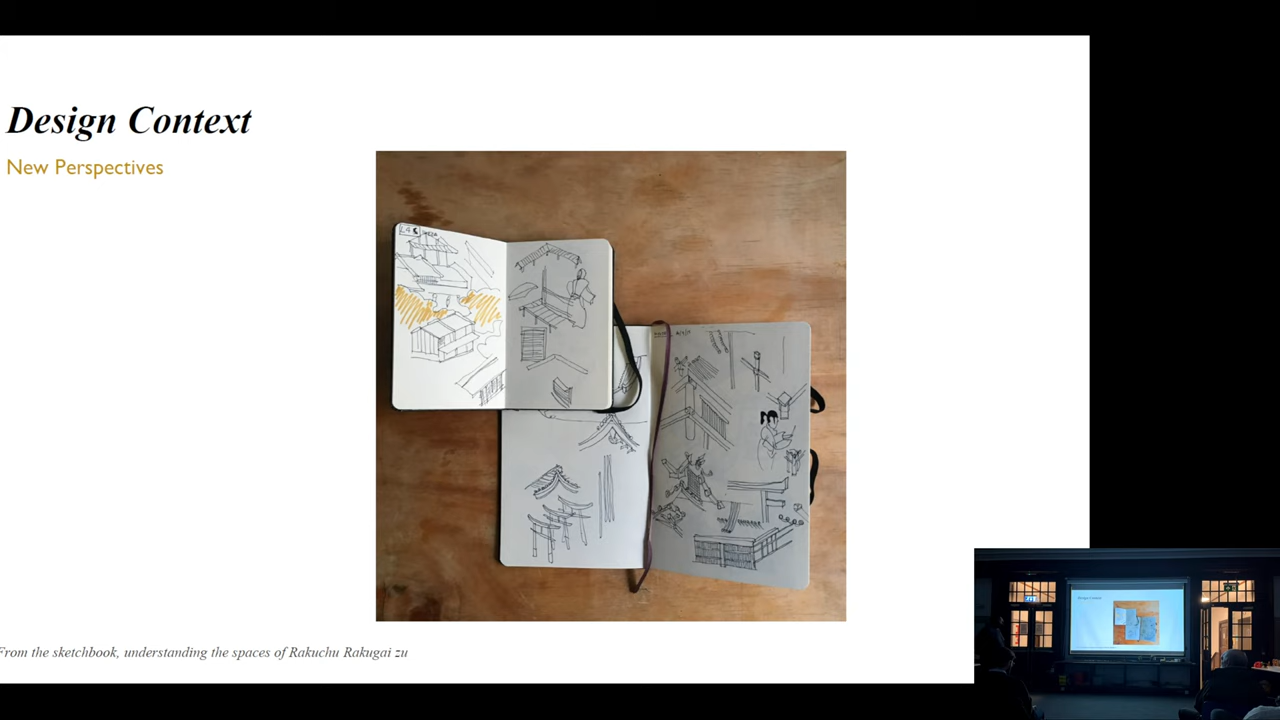 Design Context
New Perspectives
From the sketchbook, understanding the spaces of Rakuchu Rakugai zu